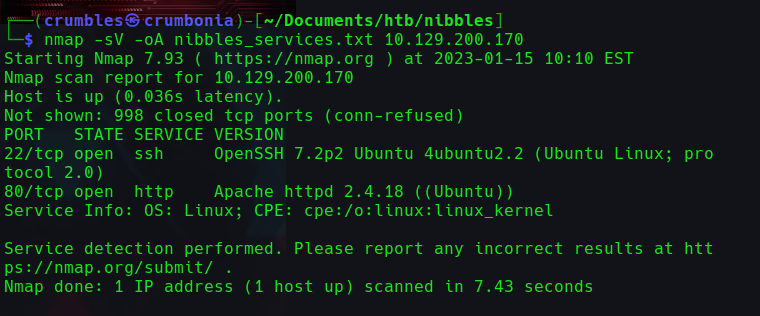 ┌──(crumbles㉿crumbonia)-[~/Documents/htb/nibbles]
└─$ nmap -sV -oA nibbles_services.txt 10.129.200.170
Starting Nmap 7.93 ( https://nmap.org ) at 2023-01-15 10:10 EST
Nmap scan report for 10.129.200.170
Host is up (0.036s latency).
Not shown: 998 closed tcp ports (conn-refused)
PORT   STATE SERVICE VERSION
22/tcp open  ssh     OpenSSH 7.2p2 Ubuntu 4ubuntu2.2 (Ubuntu Linux; pro
tocol 2.0)
80/tcp open  http    Apache httpd 2.4.18 ((Ubuntu))
Service Info: OS: Linux; CPE: cpe:/o:linux:linux_kernel

Service detection performed. Please report any incorrect results at htt
ps://nmap.org/submit/ .
Nmap done: 1 IP address (1 host up) scanned in 7.43 seconds